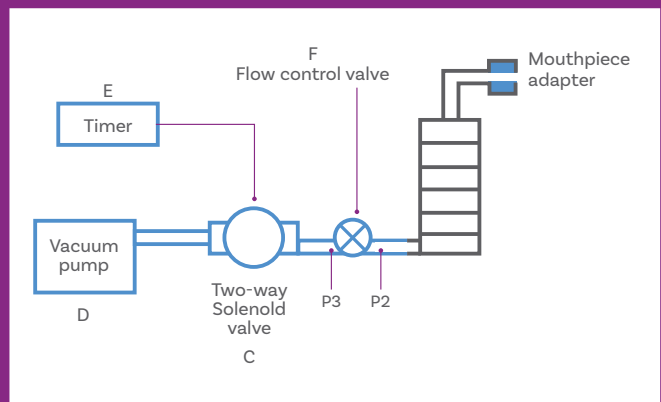 F
Flow control valve
Mouthpiece
adapter
E
Timer
Vacuum
pump
D
Two-way
Solenold
valve
C
P3
P2